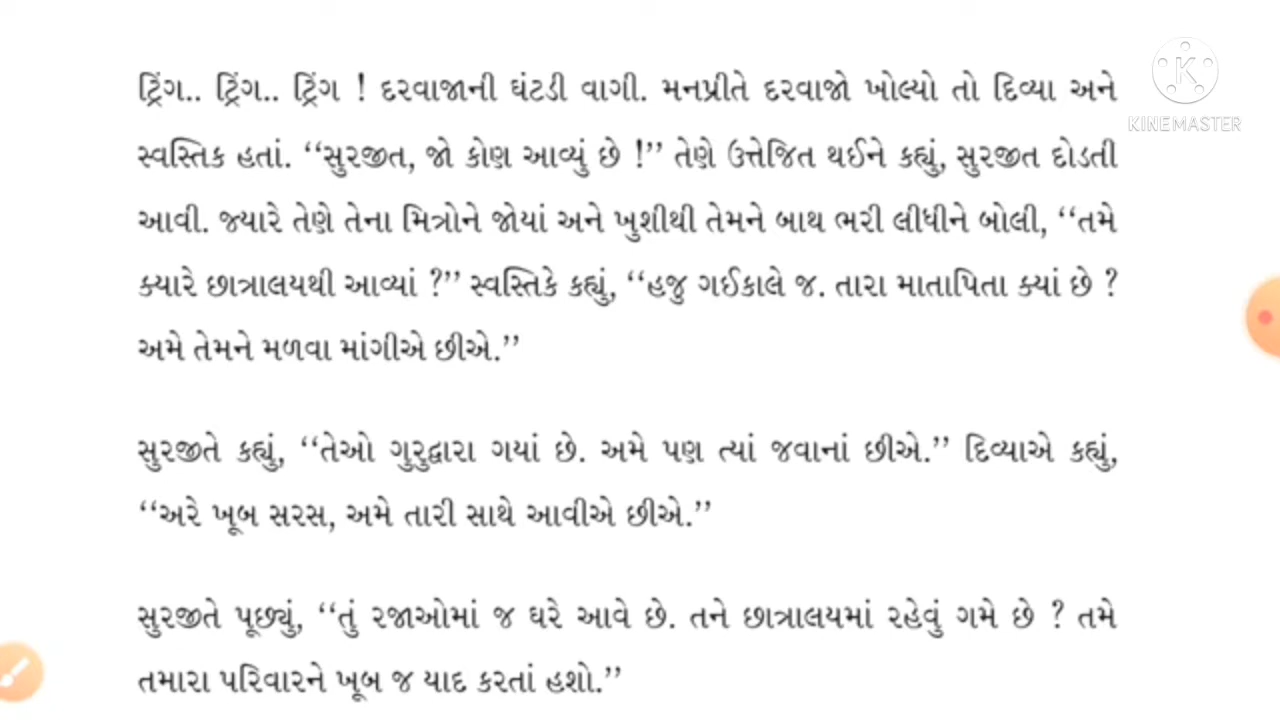 ટ્રિંગ.. ટ્રિંગ.. ટ્રિંગ ! દરવાજાની ઘંટડી વાગી. મનપ્રીતે દરવાજો ખોલ્યો તો દિવ્યા અને
સ્વસ્તિક હતાં. ‘‘સુરજીત, જો કોણ આવ્યું છે !’’ તેણે ઉત્તેજિત થઈને કહ્યું, સુરજીત દોડતી
આવી. જ્યારે તેણે તેના મિત્રોને જોયાં અને ખુશીથી તેમને બાથ ભરી લીધીને બોલી, ‘‘તમે
ક્યારે છાત્રાલયથી આવ્યાં ?’’ સ્વસ્તિકે કહ્યું, ‘‘હજુ ગઈકાલે જ. તારા માતાપિતા ક્યાં છે ?
અમે તેમને મળવા માંગીએ છીએ.’’
સુરજીતે કહ્યું, ‘‘તેઓ ગુરુદ્વારા ગયાં છે. અમે પણ ત્યાં જવાનાં છીએ.’’ દિવ્યાએ કહ્યું,
‘‘અરે ખૂબ સરસ, અમે તારી સાથે આવીએ છીએ.’’
સુરજીતે પૂછ્યું, ‘‘તું રજાઓમાં જ ઘરે આવે છે. તને છાત્રાલયમાં રહેવું ગમે છે ? તમે
તમારા પરિવારને ખૂબ જ યાદ કરતાં હશો.’’
K
KINEMASTER